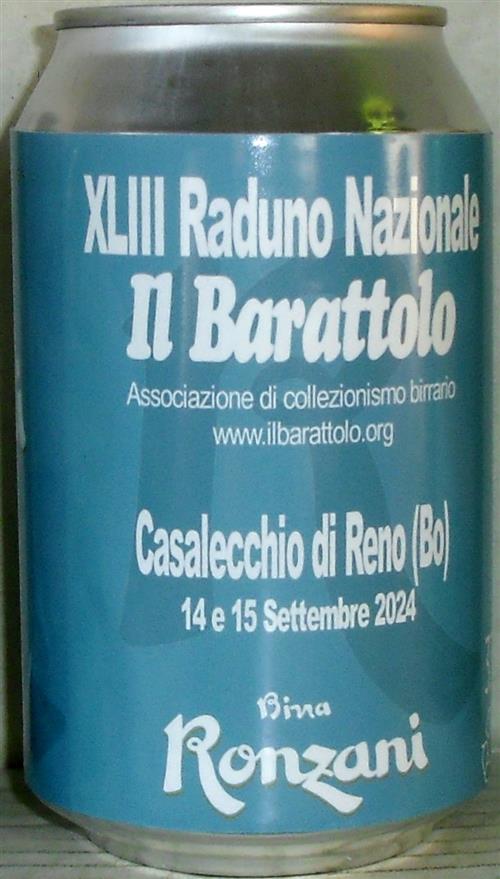 XLIII Raduno Nazionale
Il Barattolo
Associazione di collezionismo birrario
www.ilbarattolo.org
Casalecchio di Reno (Bo)
14 e 15 Settembre 2024
Birra
Ronzani